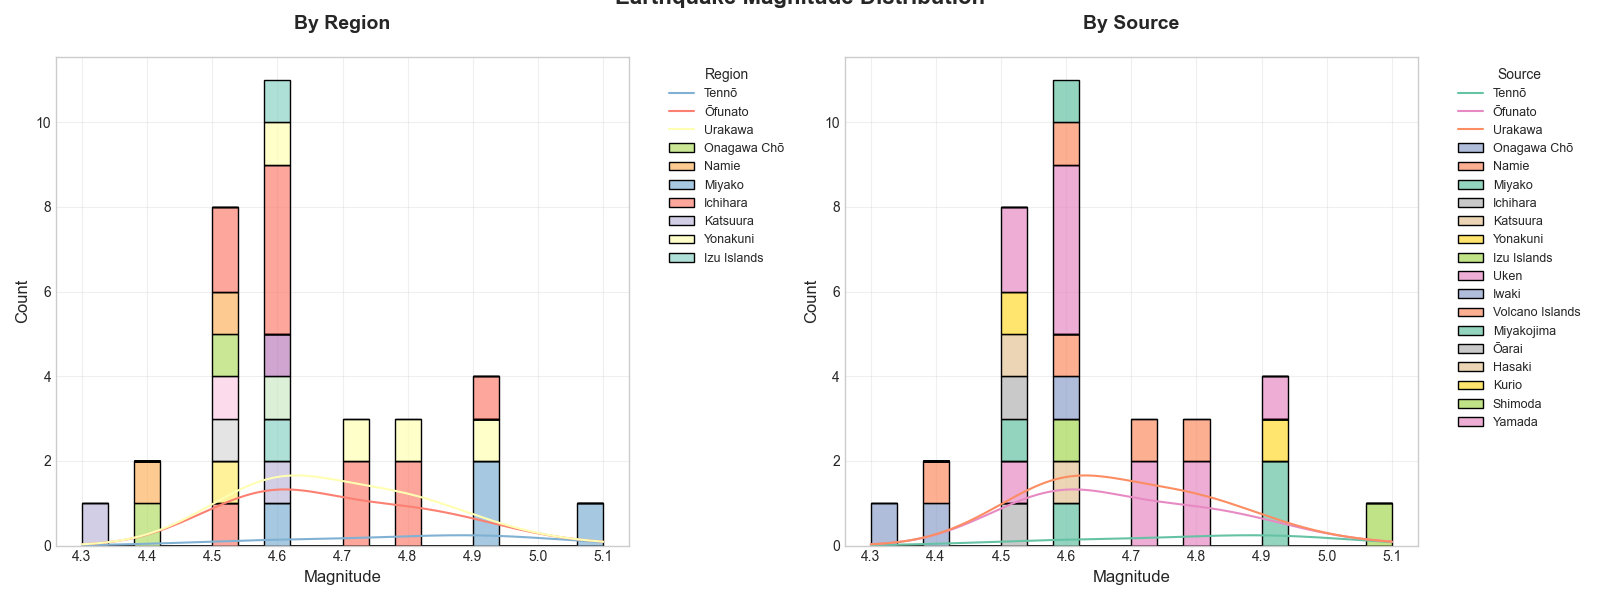 Earthquake Magnitude Distribution
By Region
By Source
Count
10
8
6
4
2
0
4.3 4.4 4.5 4.6 4.7 4.8 4.9 5.0 5.1
Magnitude
Region
Tennō
Ōfunato
Urakawa
Onagawa Chō
Namie
Miyako
Ichihara
Katsuura
Yonakuni
Izu Islands
Count
10
8
6
4
2
0
4.3 4.4 4.5 4.6 4.7 4.8 4.9 5.0 5.1
Magnitude
Source
Tennō
Ōfunato
Urakawa
Onagawa Chō
Namie
Miyako
Ichihara
Katsuura
Yonakuni
Izu Islands
Uken
Iwaki
Volcano Islands
Miyakojima
Ōarai
Hasaki
Kurio
Shimoda
Yamada